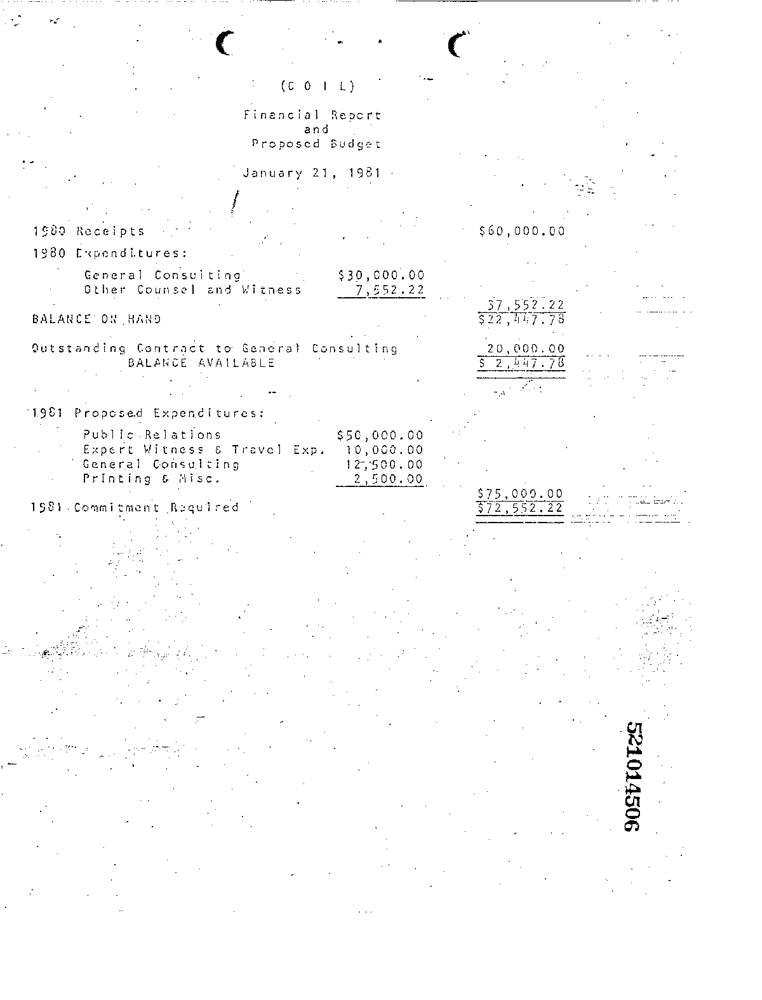 (C O I L)
Financial Report
and
Proposed Budget
January 21, 1981
1980 Receipts $60,000.00
1980 Expenditures:
General Consulting $30,000.00
Other Counsel and Witness 7,552.22
37,552.22
BALANCE ON HAND $22,447.78
Outstanding Contract to General Consulting 20,000.00
BALANCE AVAILABLE $ 2,447.78
1981 Proposed Expenditures:
Public Relations $50,000.00
Expert Witness & Travel Exp. 10,000.00
General Consulting 12,500.00
Printing & Misc. 2,500.00
$75,000.00
1981 Commitment Required $72,552.22
521014506